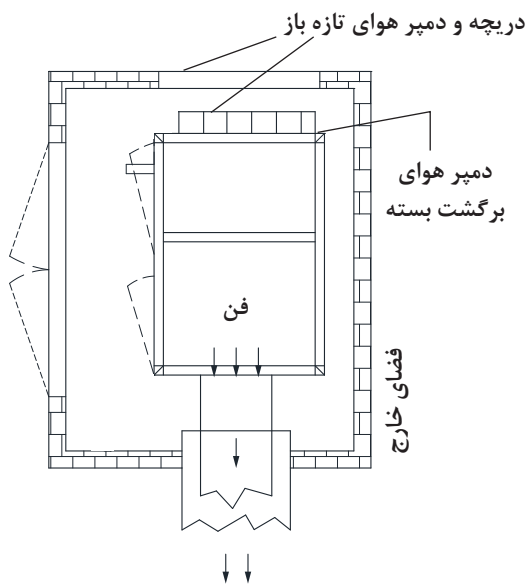 دریچه و دمپر هوای تازه باز
دمپر هوای
برگشت بسته
فن
فضای خارج